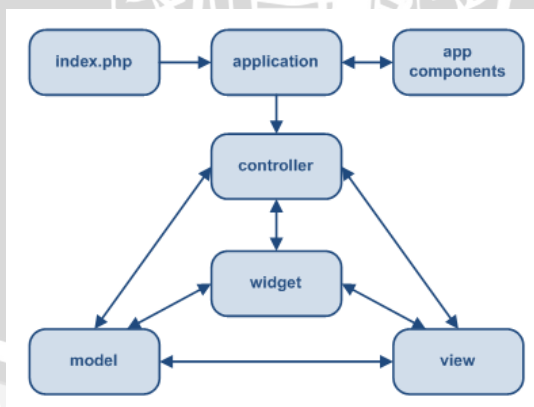 index.php
application
app
components
controller
widget
model
view